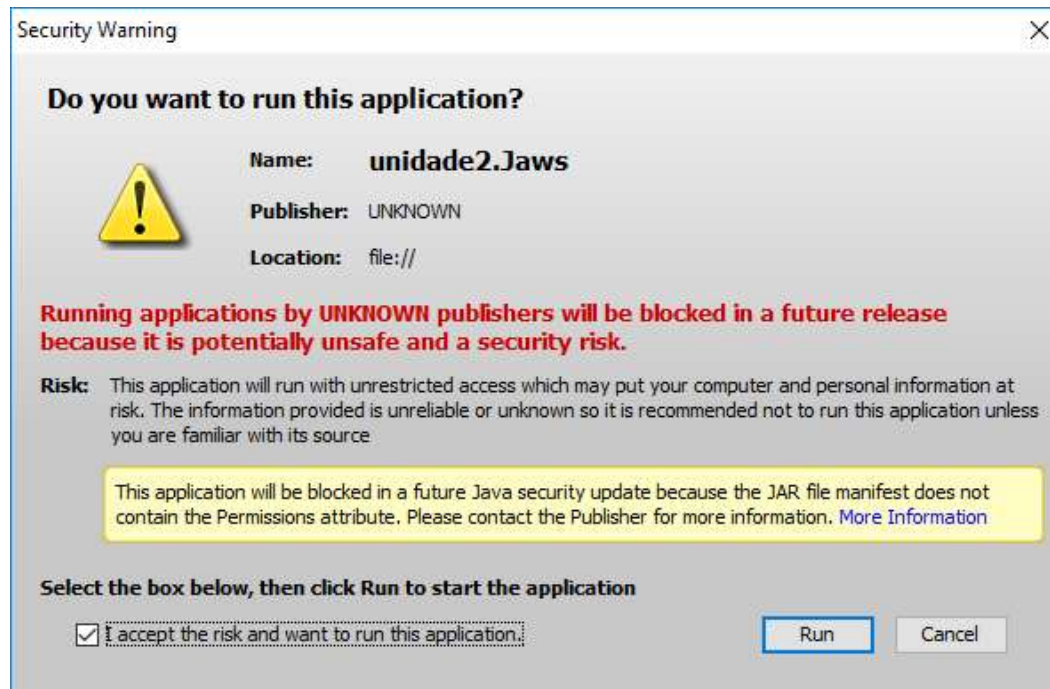 Security Warning
Do you want to run this application?
Name: unidade2.Jaws
Publisher: UNKNOWN
Location: file://
Running applications by UNKNOWN publishers will be blocked in a future release
because it is potentially unsafe and a security risk.
Risk: This application will run with unrestricted access which may put your computer and personal information at
risk. The information provided is unreliable or unknown so it is recommended not to run this application unless
you are familiar with its source
This application will be blocked in a future Java security update because the JAR file manifest does not
contain the Permissions attribute. Please contact the Publisher for more information. More Information
Select the box below, then click Run to start the application
I accept the risk and want to run this application.
Run Cancel